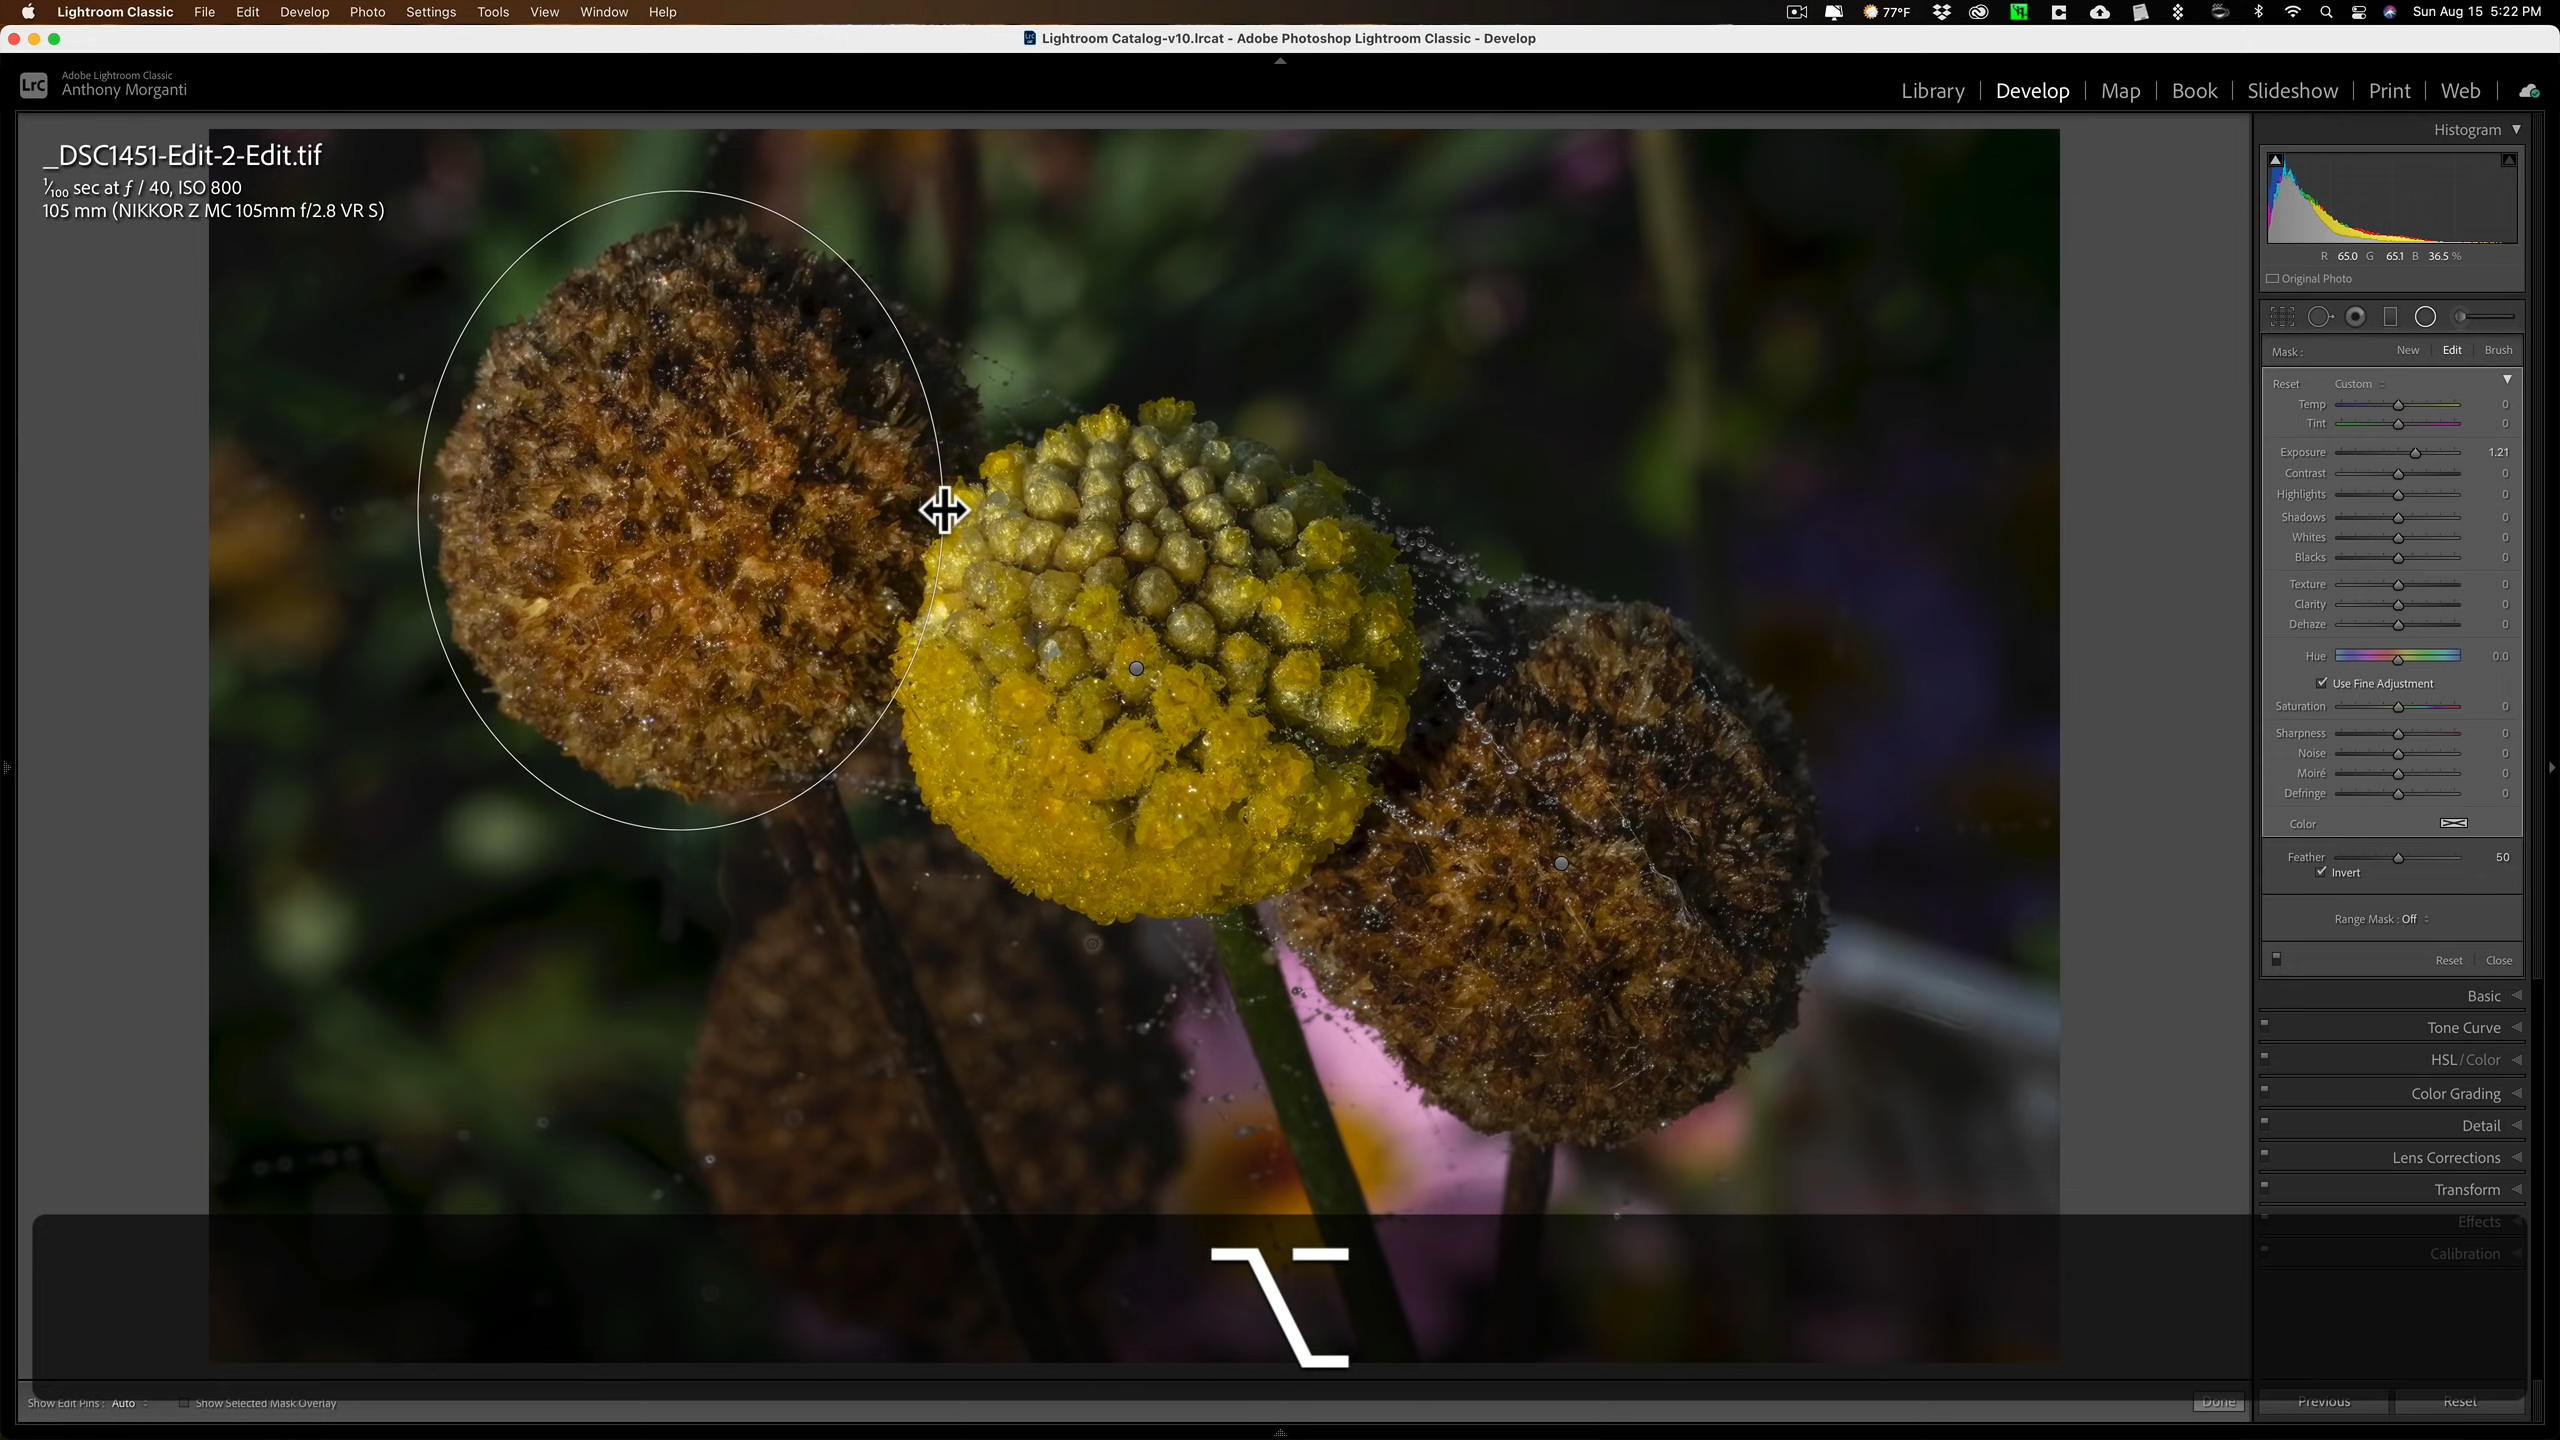 Lightroom Classic File Edit Develop Photo Settings Tools View Window Help 77°F Sun Aug 15 5:22 PM
Lightroom Catalog-v10.lrcat - Adobe Photoshop Lightroom Classic - Develop
LrC
Adobe Lightroom Classic
Anthony Morganti
Library | Develop | Map | Book | Slideshow | Print | Web |
_DSC1451-Edit-2-Edit.tif
1/100 sec at ƒ / 40, ISO 800
105 mm (NIKKOR Z MC 105mm f/2.8 VR S)
Histogram
R 65.0 G 65.1 B 36.5 %
Original Photo
Mask : New Edit Brush
Reset Custom
Temp 0
Tint 0
Exposure 1.21
Contrast 0
Highlights 0
Shadows 0
Whites 0
Blacks 0
Texture 0
Clarity 0
Dehaze 0
Hue 0.0
Use Fine Adjustment
Saturation 0
Sharpness 0
Noise 0
Moiré 0
Defringe 0
Color
Feather 50
Invert
Range Mask : Off
Reset Close
Basic
Tone Curve
HSL / Color
Color Grading
Detail
Lens Corrections
Transform
Effects
Calibration
⌥
Show Edit Pins : Auto Show Selected Mask Overlay Done Previous Reset